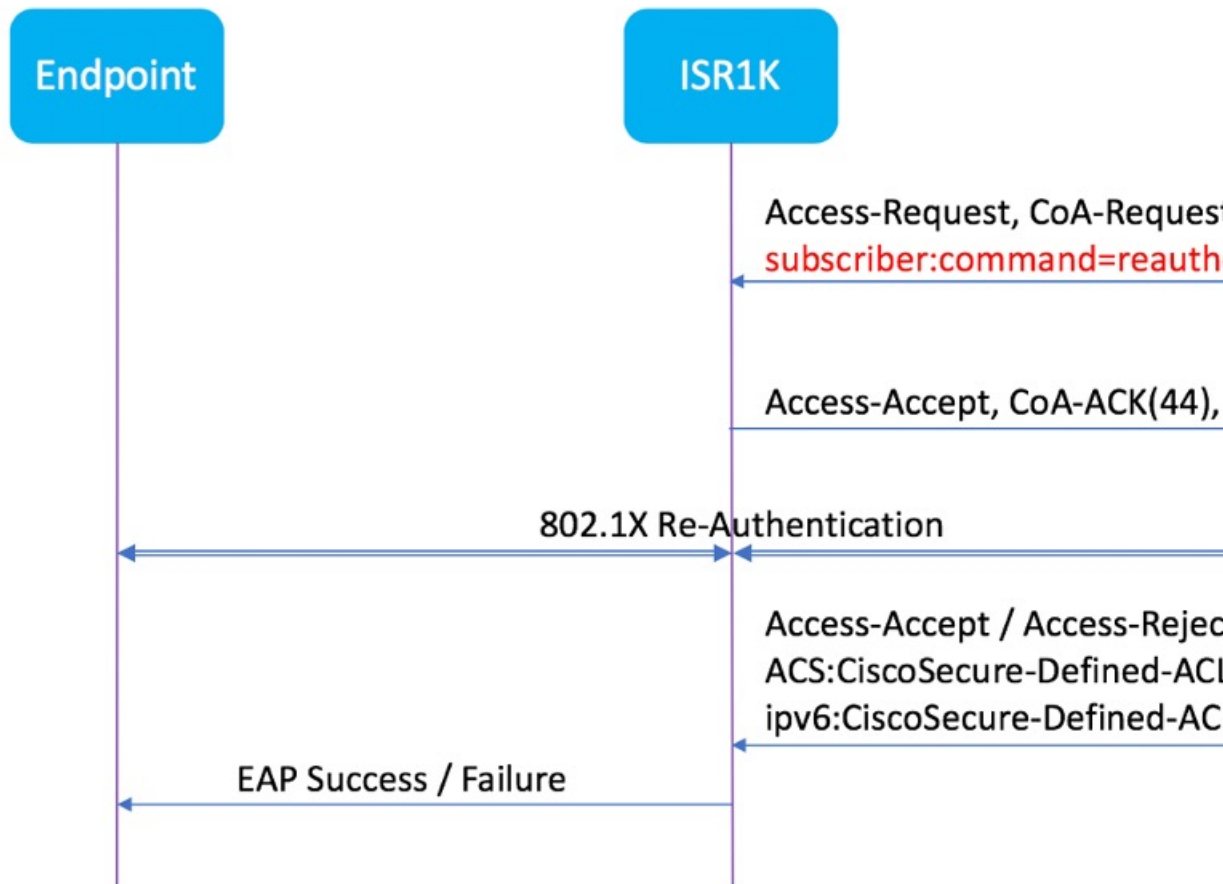 Endpoint
ISR1K
Access-Request, CoA-Request
subscriber:command=reauth
Access-Accept, CoA-ACK(44),
802.1X Re-Authentication
Access-Accept / Access-Rejec
ACS:CiscoSecure-Defined-ACL
ipv6:CiscoSecure-Defined-AC
EAP Success / Failure